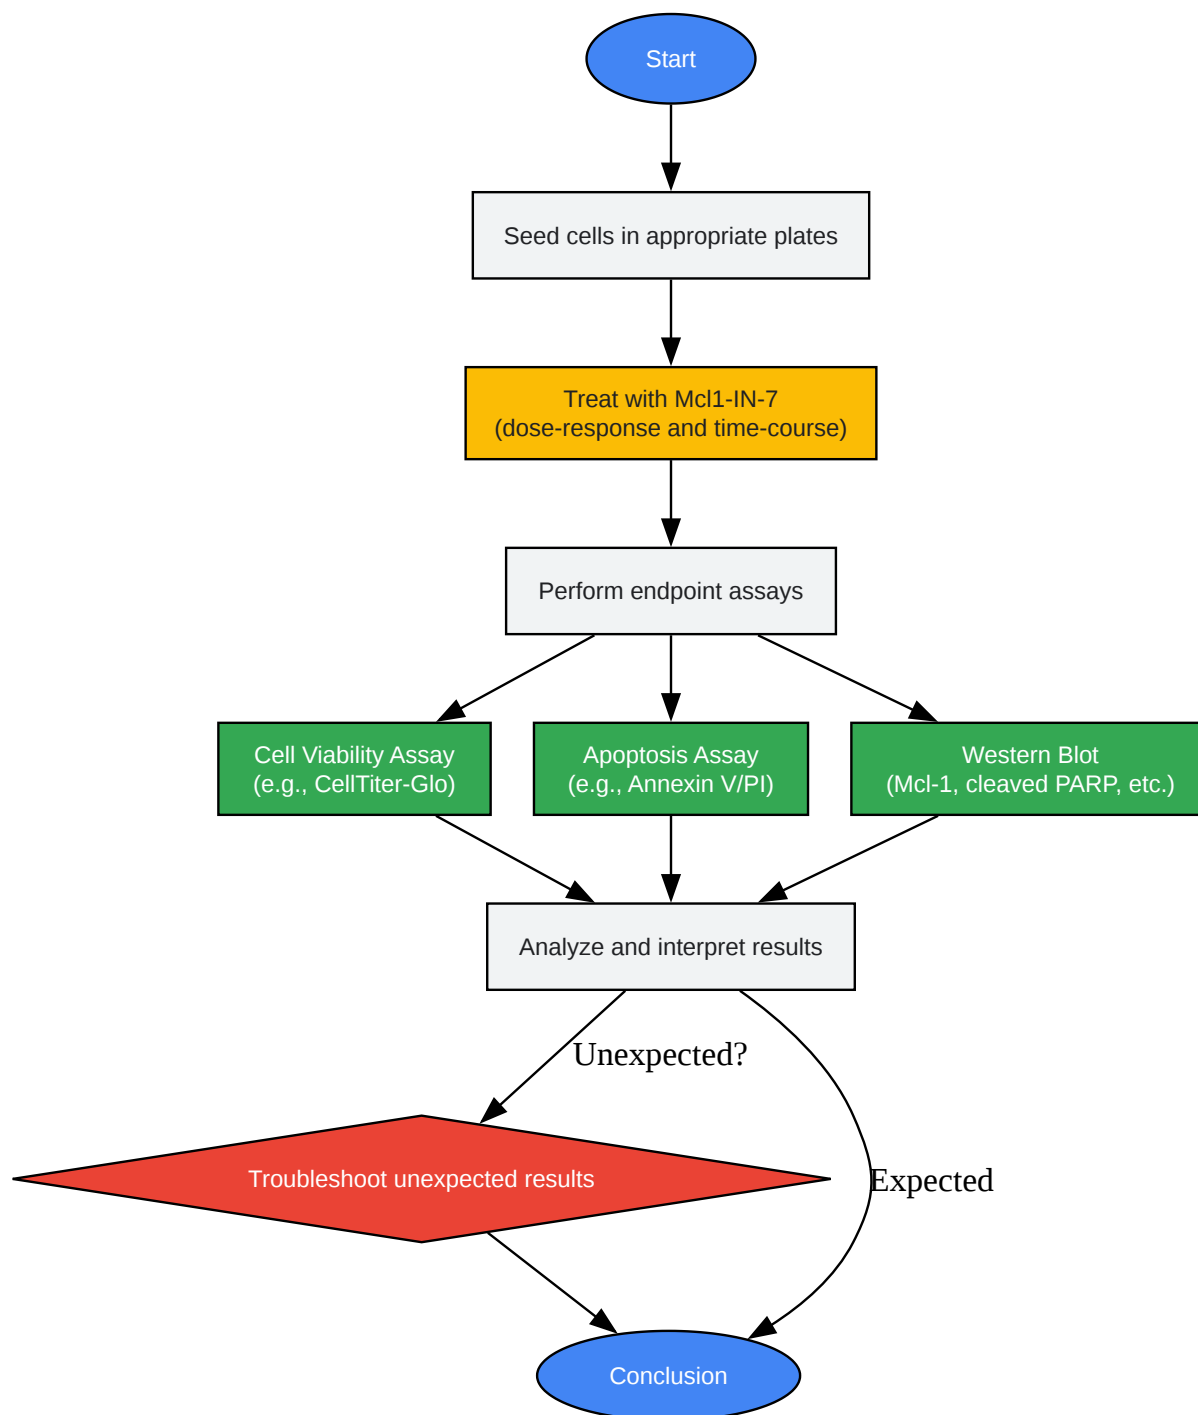 Start
Seed cells in appropriate plates
Treat with Mcl1-IN-7
(dose-response and time-course)
Perform endpoint assays
Cell Viability Assay
(e.g., CellTiter-Glo)
Apoptosis Assay
(e.g., Annexin V/PI)
Western Blot
(Mcl-1, cleaved PARP, etc.)
Analyze and interpret results
Unexpected?
Troubleshoot unexpected results
Expected
Conclusion